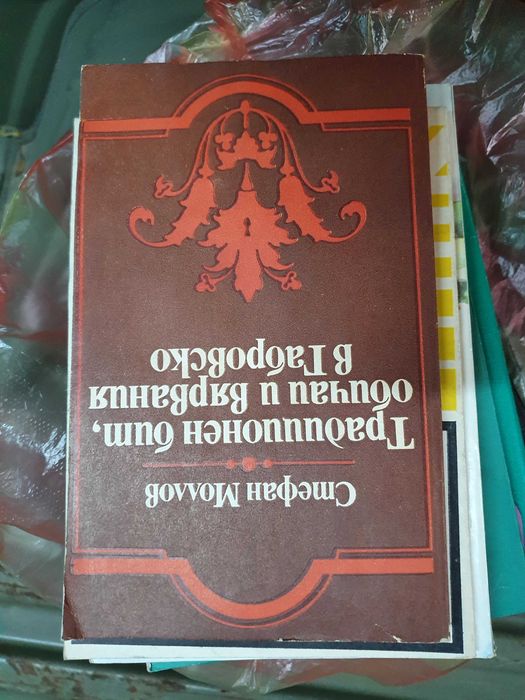 Стефан Моллов
Традиционен бит,
обичаи и вярвания
в Габровско